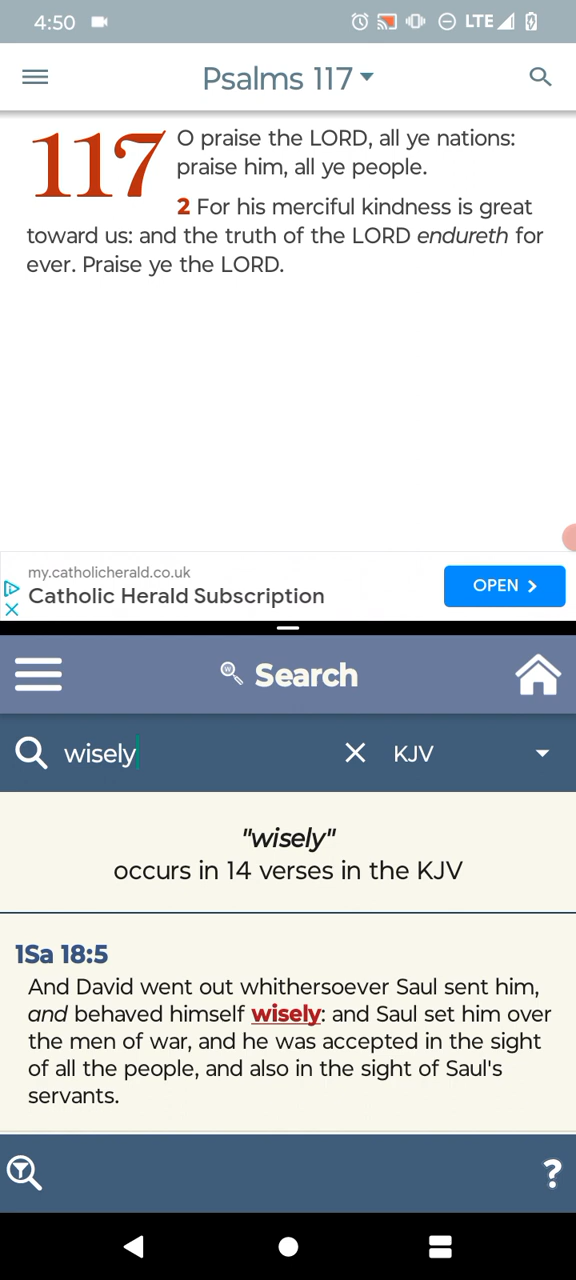 4:50 LTE
Psalms 117
117 O praise the LORD, all ye nations:
praise him, all ye people.
2 For his merciful kindness is great
toward us: and the truth of the LORD endureth for
ever. Praise ye the LORD.
my.catholicherald.co.uk
Catholic Herald Subscription
OPEN
Search
wisely KJV
"wisely"
occurs in 14 verses in the KJV
1Sa 18:5
And David went out whithersoever Saul sent him,
and behaved himself wisely: and Saul set him over
the men of war, and he was accepted in the sight
of all the people, and also in the sight of Saul's
servants.
?